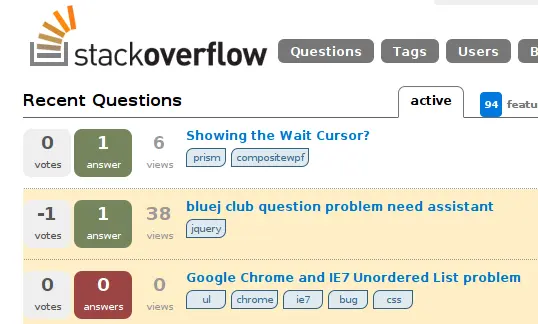 stackoverflow
Questions Tags Users
Recent Questions active 94 featu
0 votes 1 answer 6 views Showing the Wait Cursor?
prism compositewpf
-1 votes 1 answer 38 views bluej club question problem need assistant
jquery
0 votes 0 answers 0 views Google Chrome and IE7 Unordered List problem
ul chrome ie7 bug css